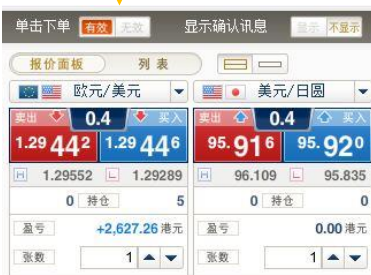 单击下单 有效 无效 显示确认讯息 显示 不显示
报价面板 列表
欧元/美元 美元/日圆
卖出 0.4 买入 卖出 0.4 买入
1.29 44 2 1.29 44 6 95. 91 6 95. 92 0
H 1.29552 L 1.29289 H 96.109 L 95.835
0 持仓 5 0 持仓 0
盈亏 +2,627.26 港元 盈亏 0.00 港元
张数 1 张数 1